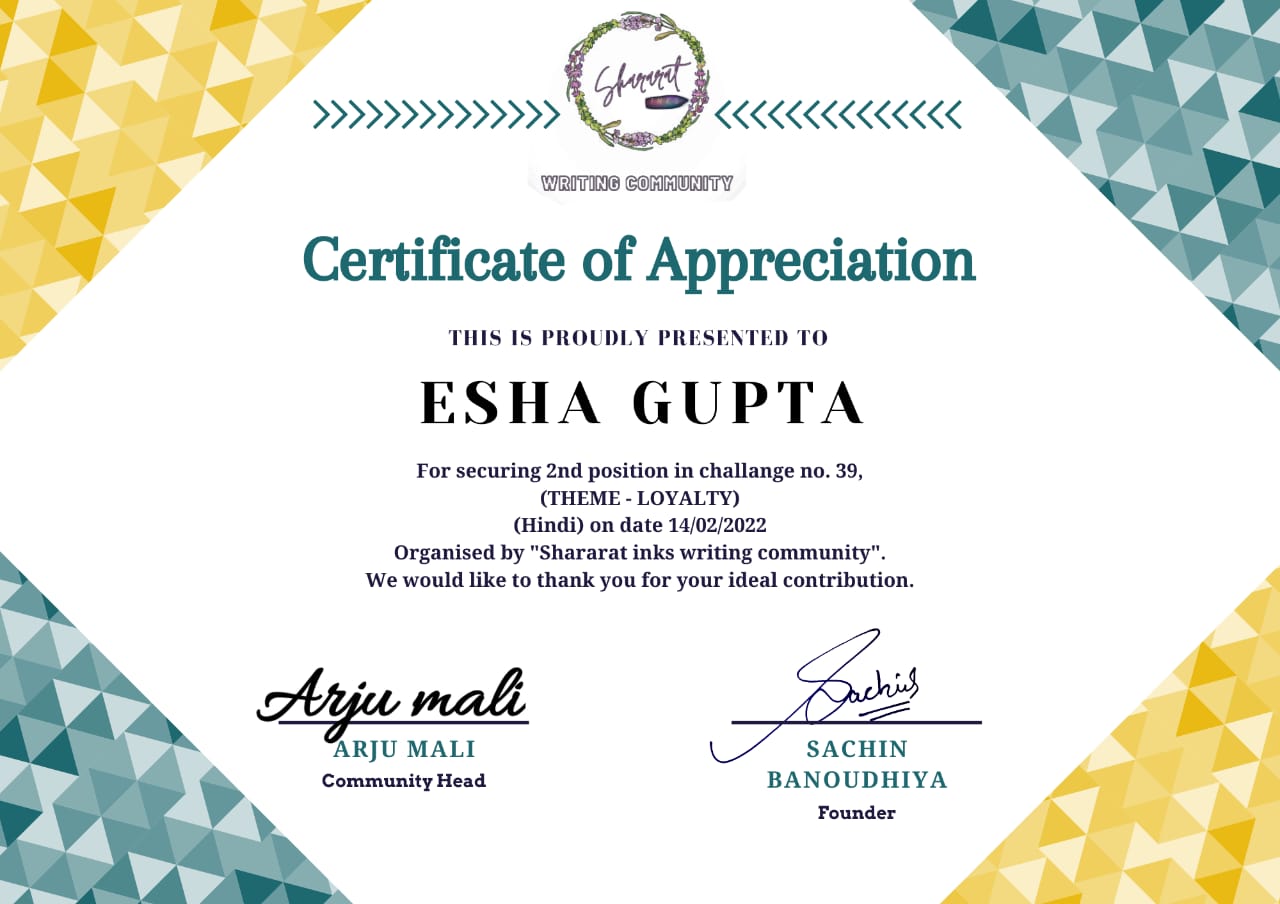 Shararat
INKS
WRITING COMMUNITY
Certificate of Appreciation
THIS IS PROUDLY PRESENTED TO
ESHA GUPTA
For securing 2nd position in challange no. 39,
(THEME - LOYALTY)
(Hindi) on date 14/02/2022
Organised by "Shararat inks writing community".
We would like to thank you for your ideal contribution.
Arju mali
Sachin
ARJU MALI
SACHIN
BANOUDHIYA
Community Head
Founder